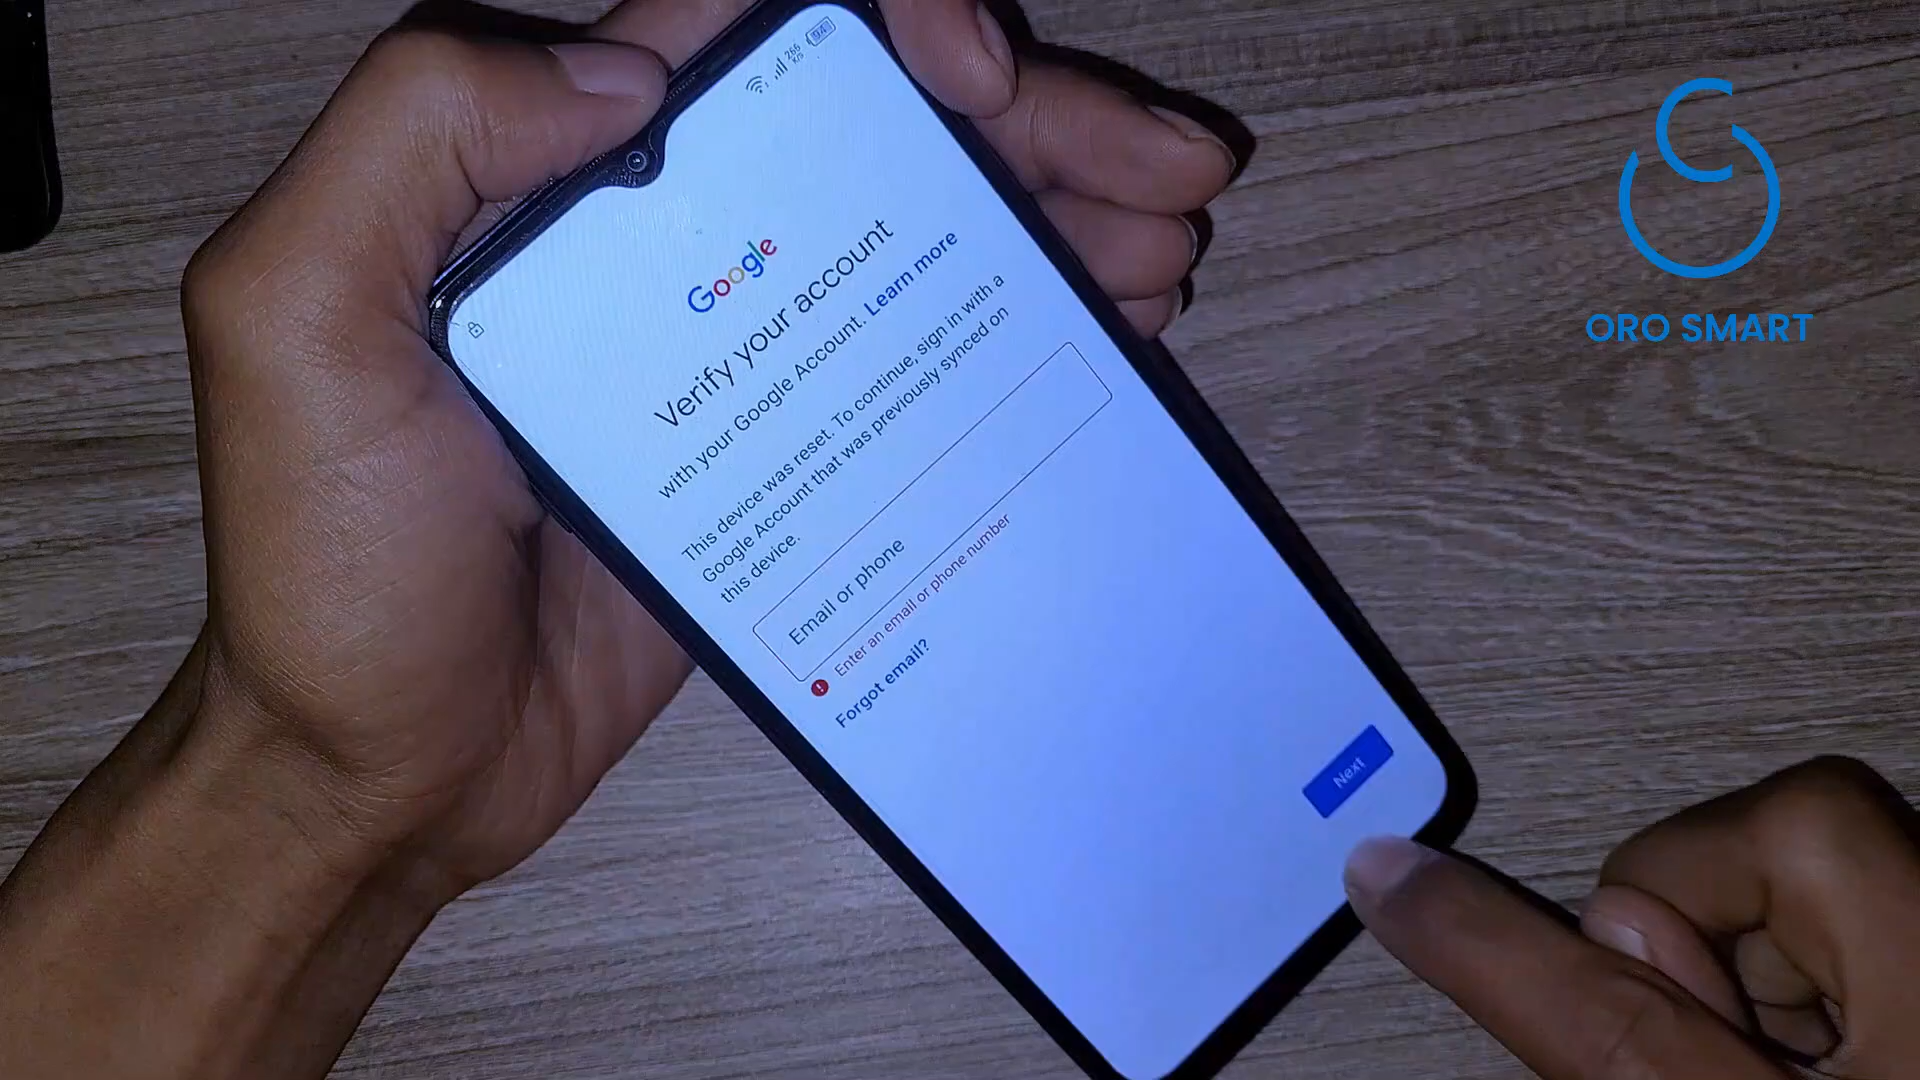 266
K/s
94
Google
Verify your account
with your Google Account. Learn more
This device was reset. To continue, sign in with a
Google Account that was previously synced on
this device.
Email or phone
Enter an email or phone number
Forgot email?
Next
ORO SMART